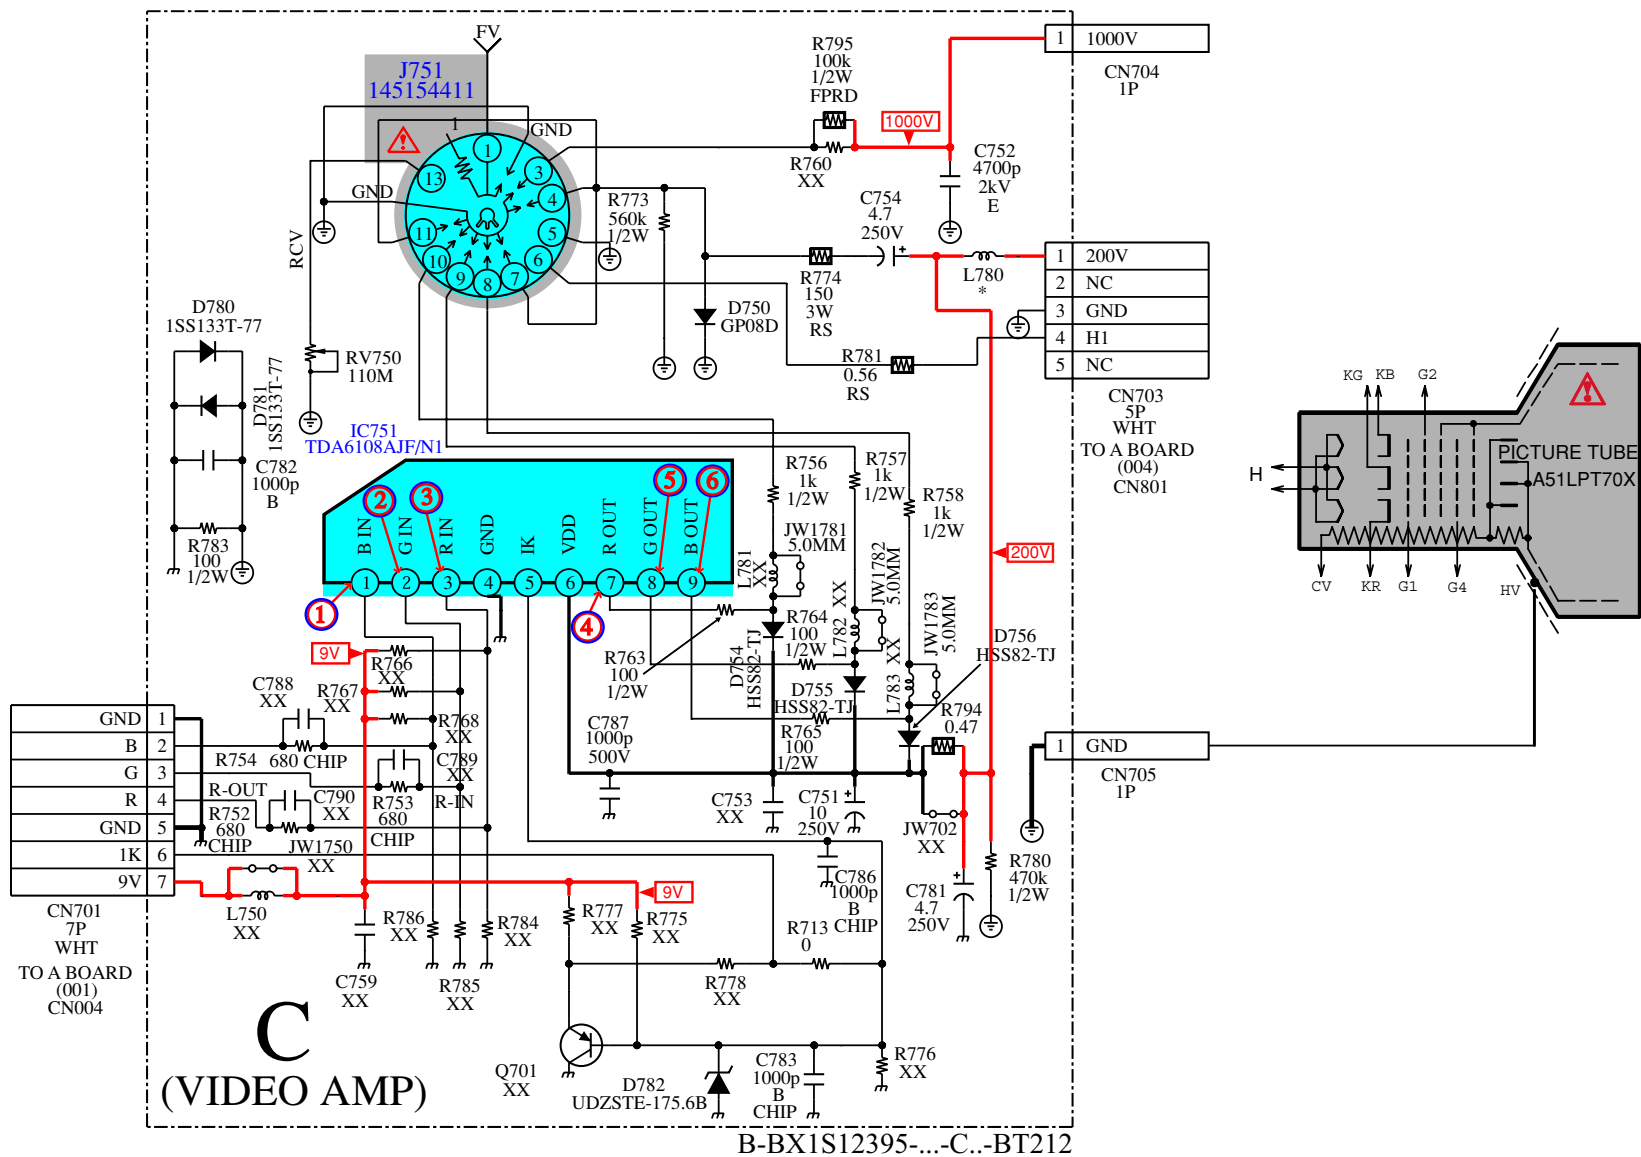 FV
J751
145154411
1
GND
GND
1
3
4
5
6
7
8
9
10
11
13
RCV
R795
100k
1/2W
FPRD
R760
XX
1000V
1 1000V
CN704
1P
C752
4700p
2kV
E
R773
560k
1/2W
C754
4.7
250V
+
R774
150
3W
RS
L780
*
D750
GP08D
R781
0.56
RS
1 200V
2 NC
3 GND
4 H1
5 NC
CN703
5P
WHT
TO A BOARD
(004)
CN801
D780
1SS133T-77
D781
1SS133T-77
C782
1000p
B
R783
100
1/2W
RV750
110M
IC751
TDA6108AJF/N1
B IN
G IN
R IN
GND
IK
VDD
R OUT
G OUT
B OUT
1 2 3 4 5 6 7 8 9
1
2
3
4
5
6
R756
1k
1/2W
R757
1k
1/2W
R758
1k
1/2W
L781
XX
JW1781
5.0MM
L782 XX
JW1782
5.0MM
L783 XX
JW1783
5.0MM
200V
R763
100
1/2W
D754
HSS82-TJ
R764
100
1/2W
D755
HSS82-TJ
R765
100
1/2W
D756
HSS82-TJ
R794
0.47
C787
1000p
500V
C753
XX
C751
10
250V
+
JW702
XX
C781
4.7
250V
+
R780
470k
1/2W
1 GND
CN705
1P
9V
R766
XX
R767
XX
R768
XX
C788
XX
R754
680 CHIP
C789
XX
R753
680
CHIP
R-IN
R-OUT
C790
XX
R752
680
CHIP
JW1750
XX
GND 1
B 2
G 3
R 4
GND 5
1K 6
9V 7
CN701
7P
WHT
TO A BOARD
(001)
CN004
L750
XX
C759
XX
R786
XX
R785
XX
R784
XX
R777
XX
9V
R775
XX
R778
XX
R713
0
C786
1000p
B
CHIP
Q701
XX
D782
UDZSTE-175.6B
C783
1000p
B
CHIP
R776
XX
C
(VIDEO AMP)
B-BX1S12395-...-C..-BT212
KG
KB
G2
H
PICTURE TUBE
A51LPT70X
CV
KR
G1
G4
HV